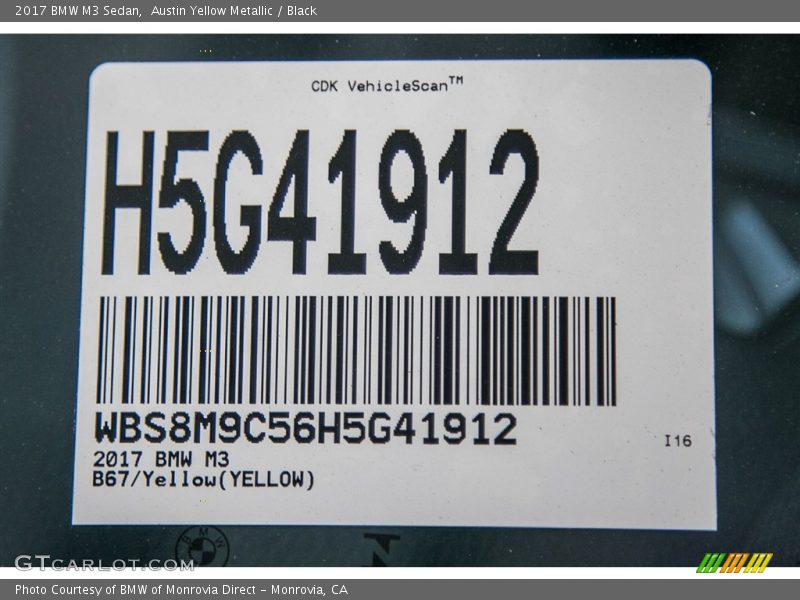 2017 BMW M3 Sedan, Austin Yellow Metallic / Black
CDK VehicleScan™
H5G41912
WBS8M9C56H5G41912
2017 BMW M3
B67/Yellow(YELLOW)
I16
BMW
GTCARLOT.COM
Photo Courtesy of BMW of Monrovia Direct - Monrovia, CA